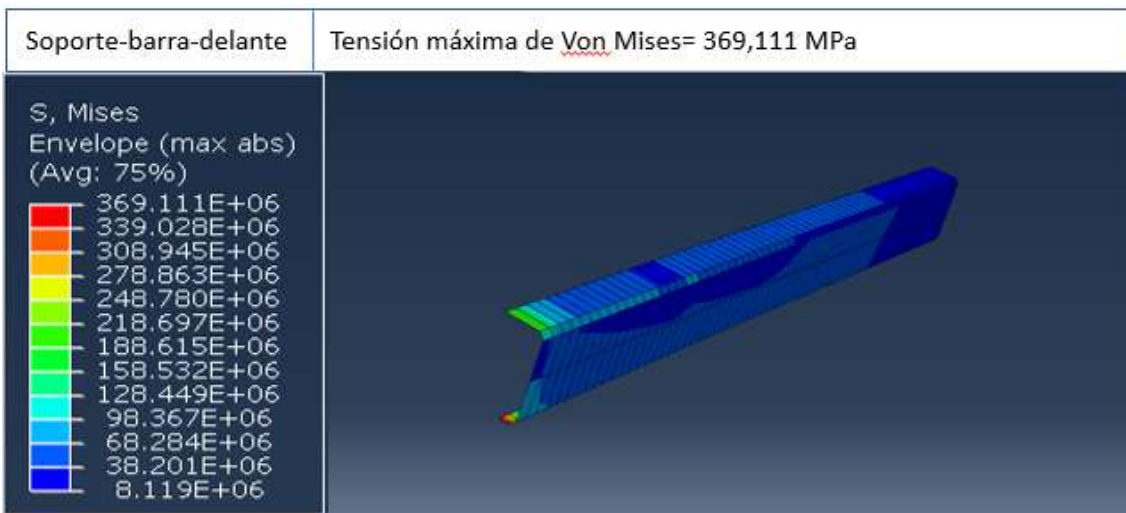 Soporte-barra-delante
Tensión máxima de Von Mises= 369,111 MPa
S, Mises
Envelope (max abs)
(Avg: 75%)
369.111E+06
339.028E+06
308.945E+06
278.863E+06
248.780E+06
218.697E+06
188.615E+06
158.532E+06
128.449E+06
98.367E+06
68.284E+06
38.201E+06
8.119E+06